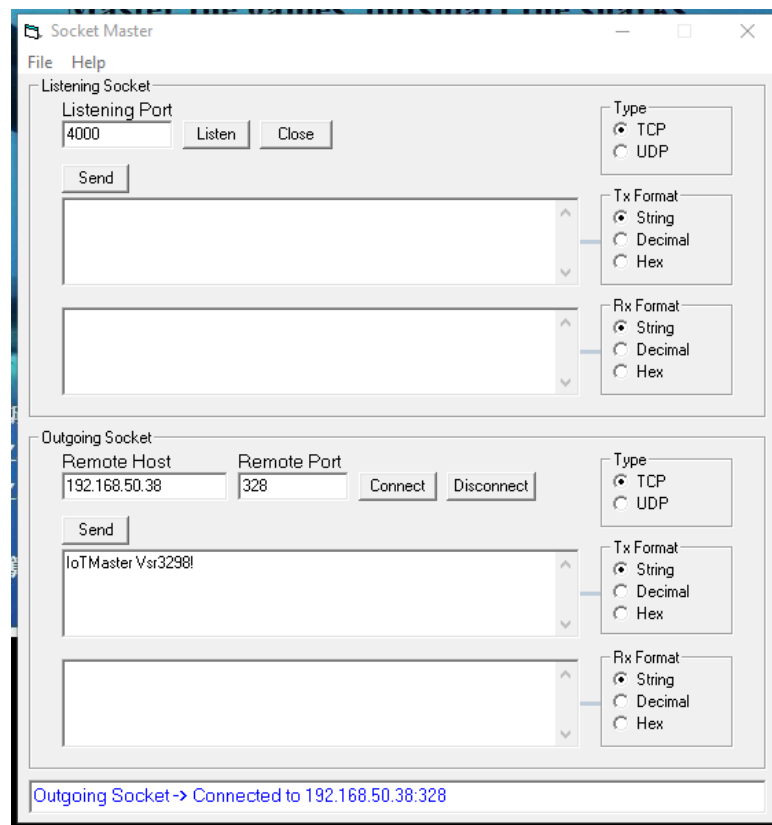 Socket Master
File Help
Listening Socket
Listening Port
4000 Listen Close
Type
TCP
UDP
Send
Tx Format
String
Decimal
Hex
Rx Format
String
Decimal
Hex
Outgoing Socket
Remote Host Remote Port
192.168.50.38 328 Connect Disconnect
Type
TCP
UDP
Send
IoTMaster Vsr3298!
Tx Format
String
Decimal
Hex
Rx Format
String
Decimal
Hex
Outgoing Socket -> Connected to 192.168.50.38:328